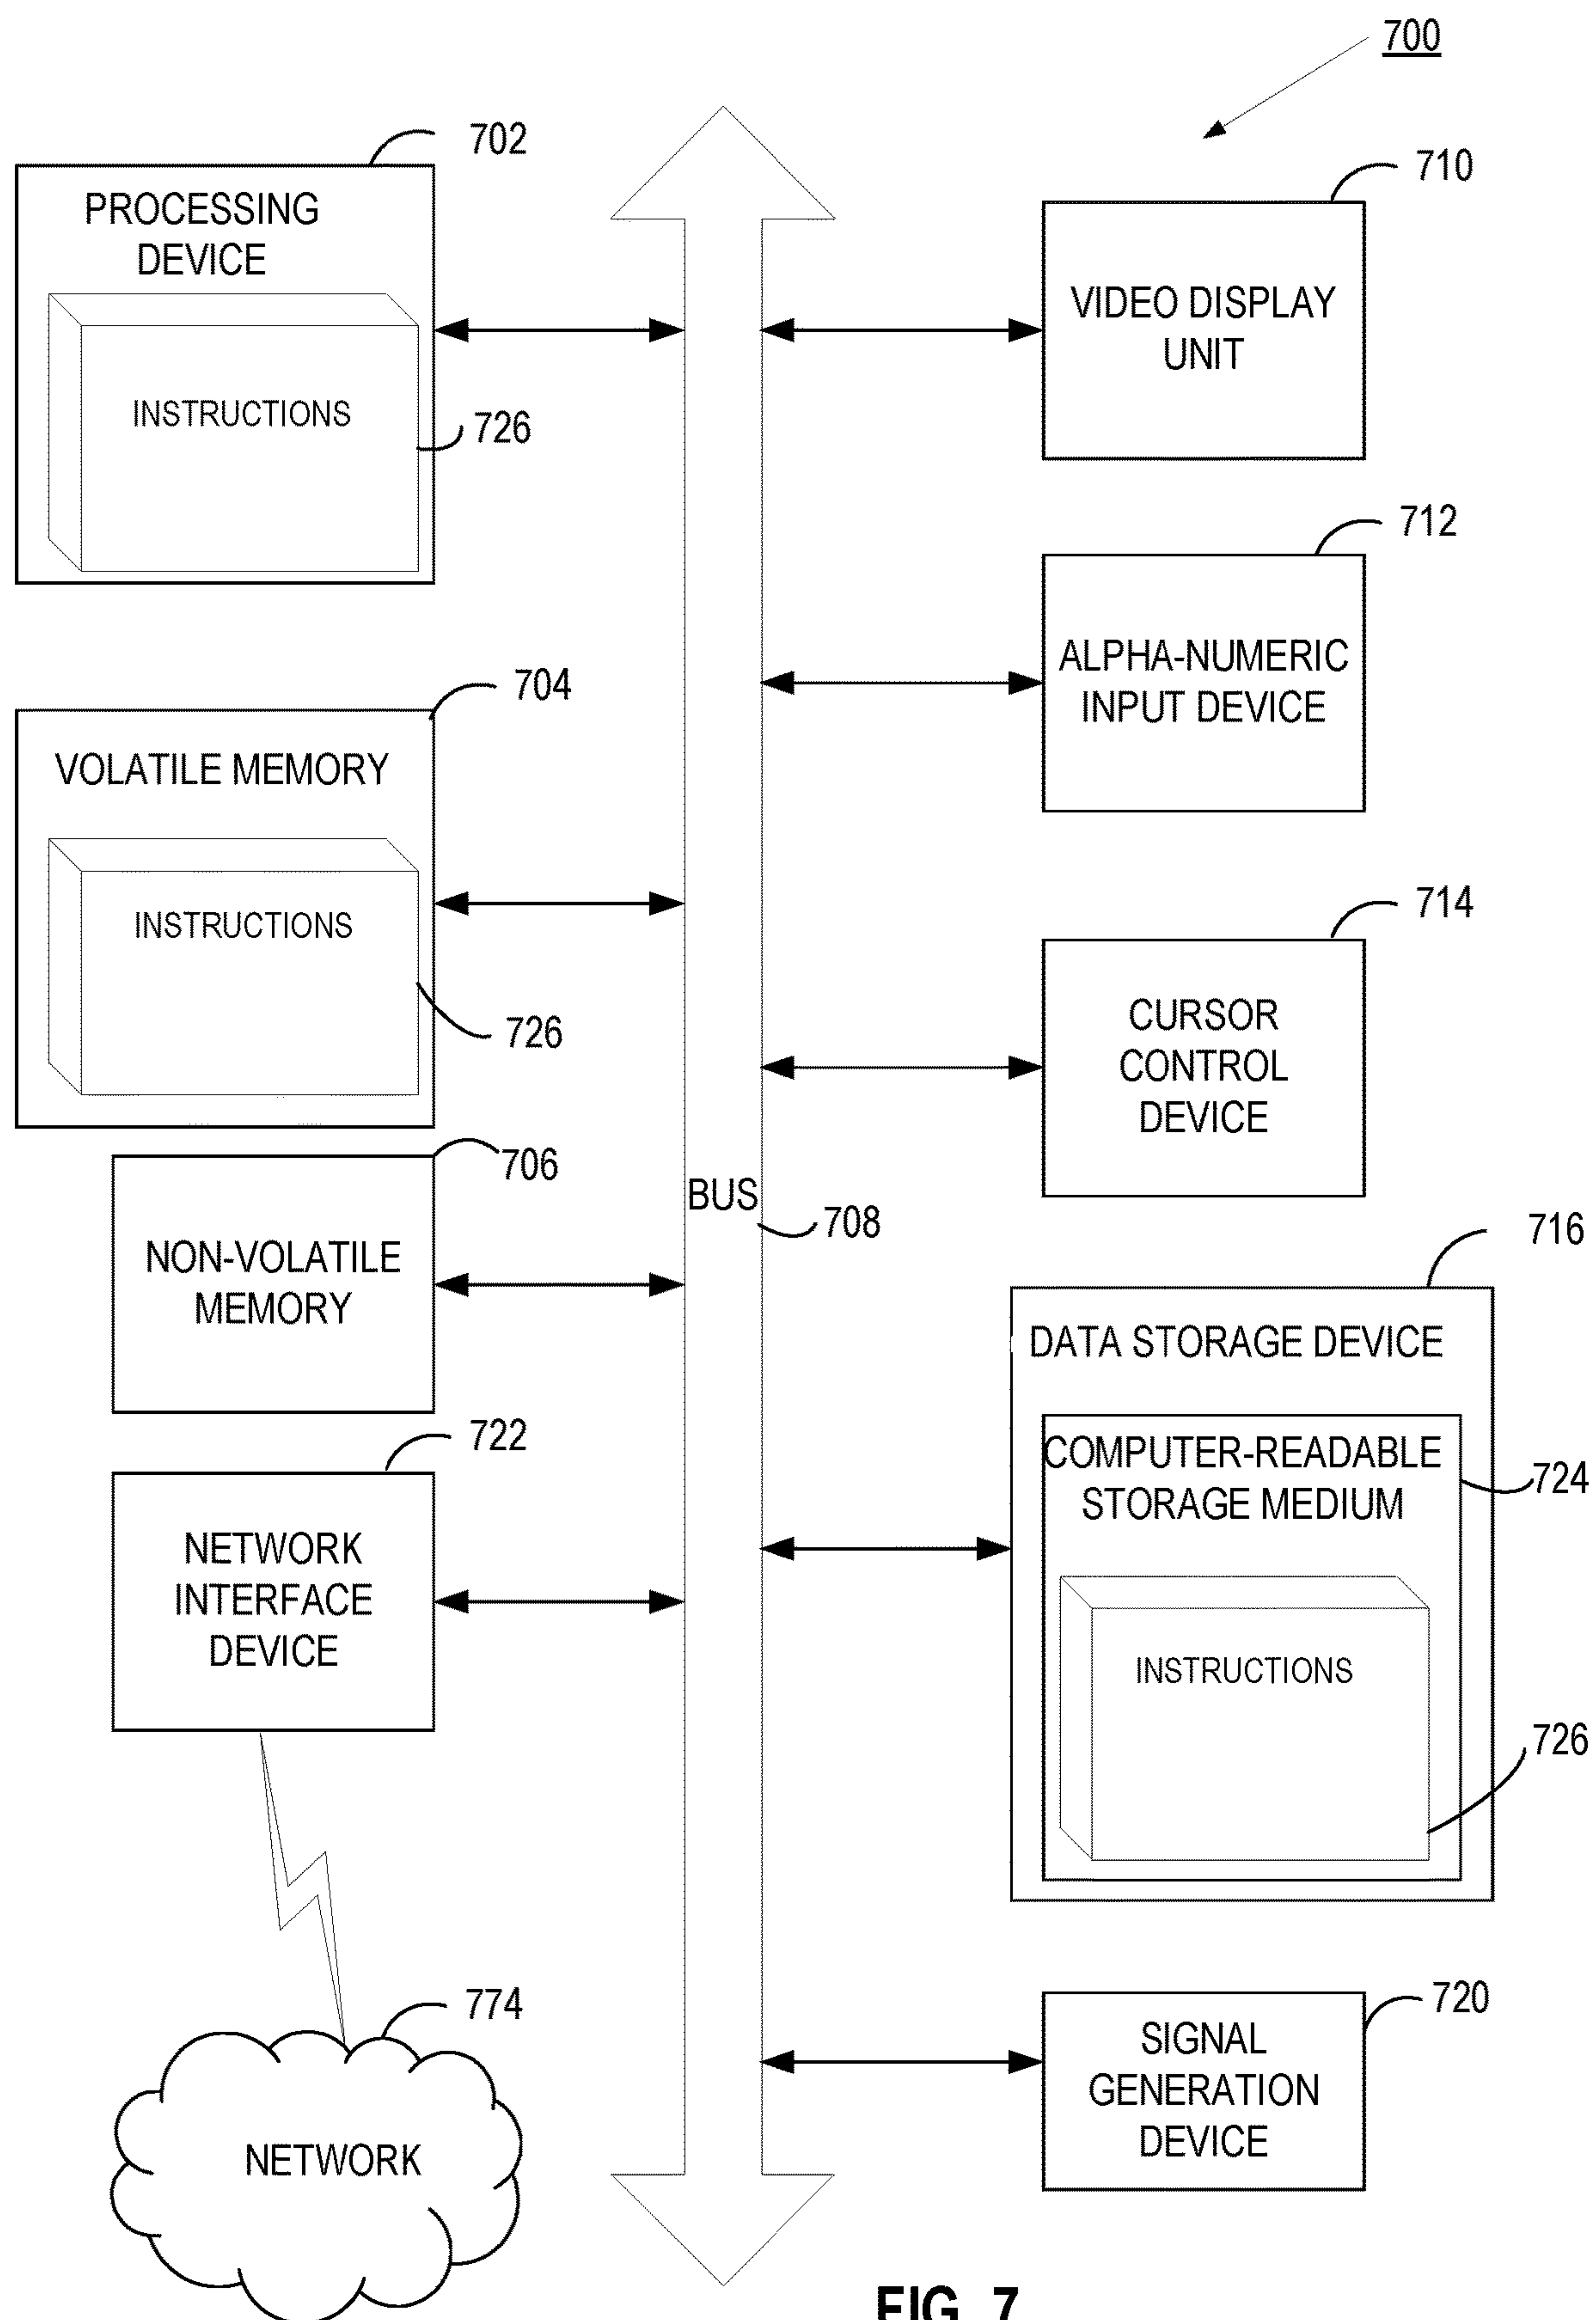 700
702
PROCESSING
DEVICE
INSTRUCTIONS
726
704
VOLATILE MEMORY
INSTRUCTIONS
726
706
NON-VOLATILE
MEMORY
722
NETWORK
INTERFACE
DEVICE
774
NETWORK
BUS
708
710
VIDEO DISPLAY
UNIT
712
ALPHA-NUMERIC
INPUT DEVICE
714
CURSOR
CONTROL
DEVICE
716
DATA STORAGE DEVICE
COMPUTER-READABLE
STORAGE MEDIUM
724
INSTRUCTIONS
726
720
SIGNAL
GENERATION
DEVICE
FIG. 7